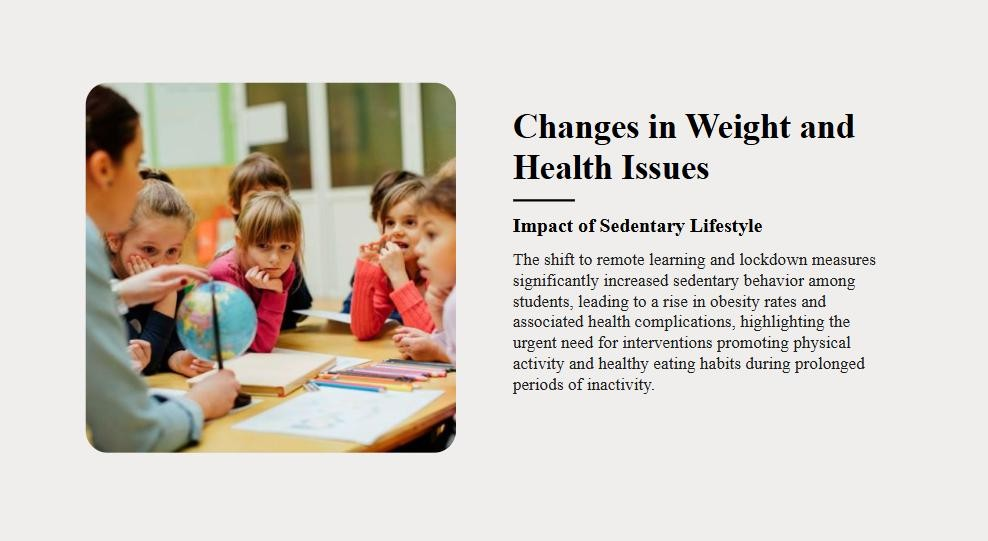 Changes in Weight and
Health Issues
Impact of Sedentary Lifestyle
The shift to remote learning and lockdown measures
significantly increased sedentary behavior among
students, leading to a rise in obesity rates and
associated health complications, highlighting the
urgent need for interventions promoting physical
activity and healthy eating habits during prolonged
periods of inactivity.